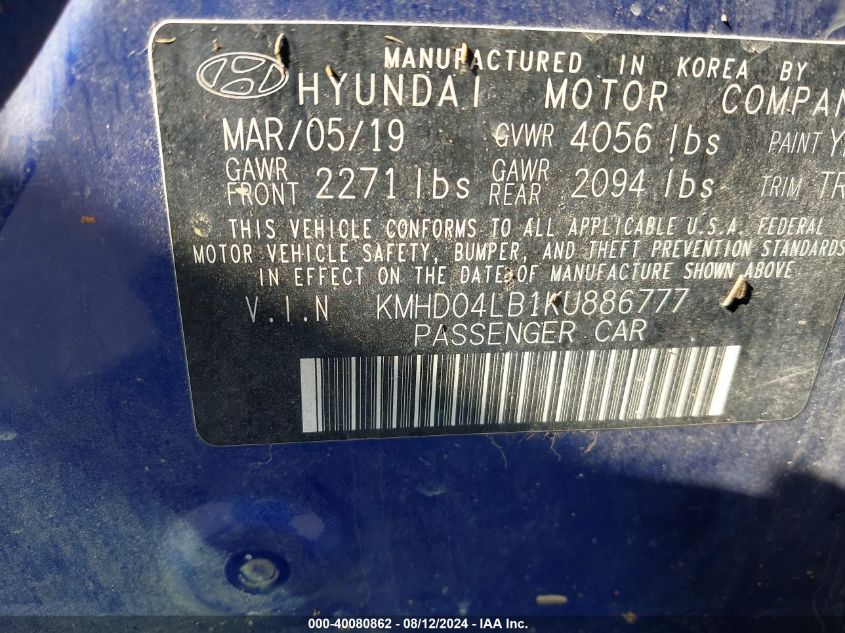 MANUFACTURED IN KOREA BY
HYUNDAI MOTOR COMPAN
MAR/05/19 GVWR 4056 lbs PAINT
GAWR FRONT 2271 lbs GAWR REAR 2094 lbs TRIM TR
THIS VEHICLE CONFORMS TO ALL APPLICABLE U.S.A. FEDERAL
MOTOR VEHICLE SAFETY, BUMPER, AND THEFT PREVENTION STANDARDS
IN EFFECT ON THE DATE OF MANUFACTURE SHOWN ABOVE
V.I.N KMHD04LB1KU886777
PASSENGER CAR
000-40080862 - 08/12/2024 - IAA Inc.